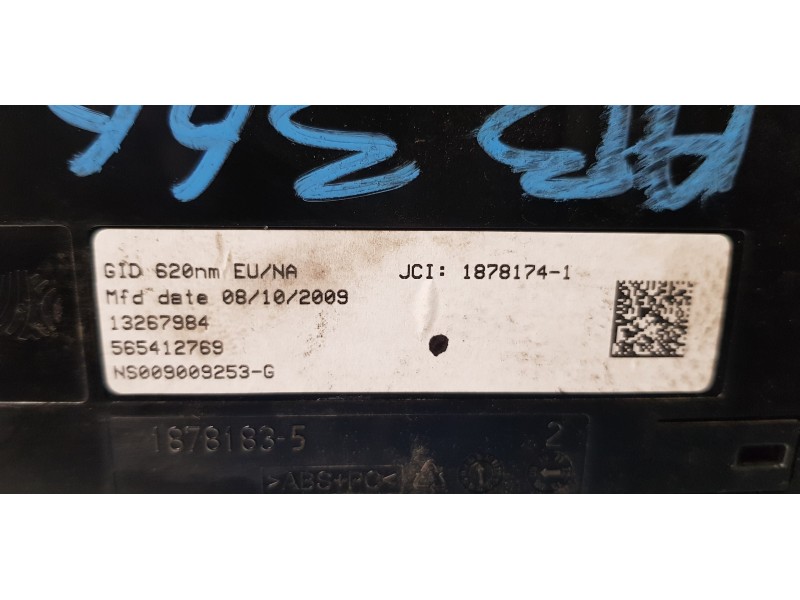 GID 620nm EU/NA JCI: 1878174-1
Mfd date 08/10/2009
13267984
565412769
NS009009253-G
1878183-5 2
>ABS+PC<